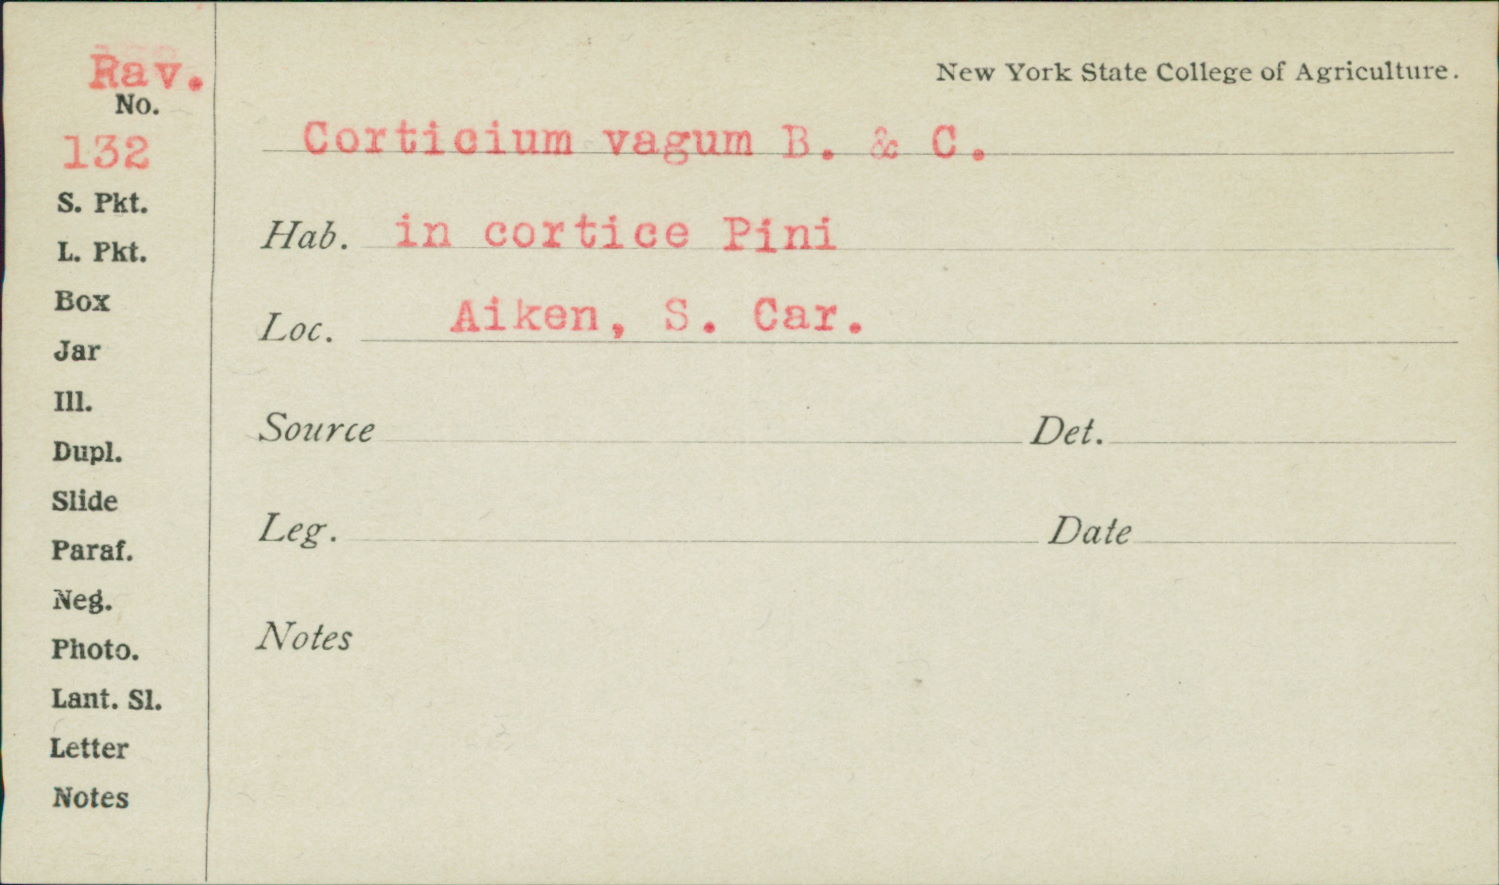 Rav.
No.
132
S. Pkt.
L. Pkt.
Box
Jar
Ill.
Dupl.
Slide
Paraf.
Neg.
Photo.
Lant. Sl.
Letter
Notes
New York State College of Agriculture.
Corticium vagum B. & C.
Hab. in cortice Pini
Loc. Aiken, S. Car.
Source Det.
Leg. Date
Notes